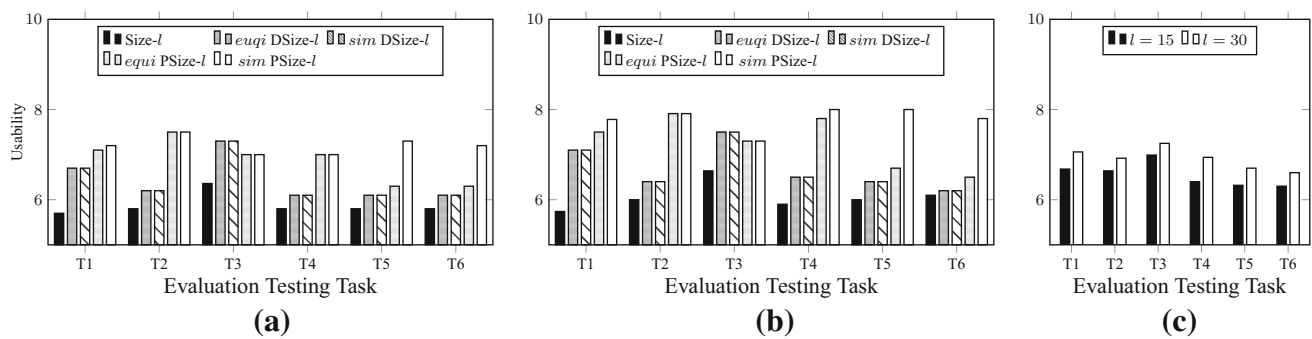 10
8
6
Usability
Size-l euqi DSize-l sim DSize-l
equi PSize-l sim PSize-l
T1 T2 T3 T4 T5 T6
Evaluation Testing Task
(a)
10
8
6
Size-l euqi DSize-l sim DSize-l
equi PSize-l sim PSize-l
T1 T2 T3 T4 T5 T6
Evaluation Testing Task
(b)
10
8
6
l = 15 l = 30
T1 T2 T3 T4 T5 T6
Evaluation Testing Task
(c)